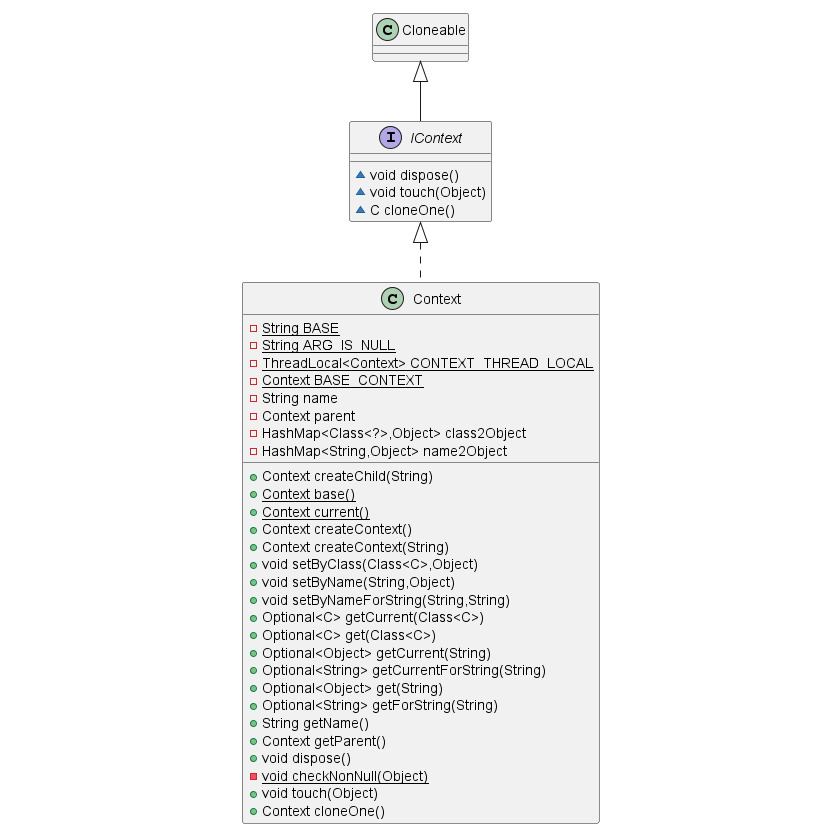 C Cloneable
I IContext
void dispose()
void touch(Object)
C cloneOne()
C Context
String BASE
String ARG_IS_NULL
ThreadLocal<Context> CONTEXT_THREAD_LOCAL
Context BASE_CONTEXT
String name
Context parent
HashMap<Class<?>,Object> class2Object
HashMap<String,Object> name2Object
Context createChild(String)
Context base()
Context current()
Context createContext()
Context createContext(String)
void setByClass(Class<C>,Object)
void setByName(String,Object)
void setByNameForString(String,String)
Optional<C> getCurrent(Class<C>)
Optional<C> get(Class<C>)
Optional<Object> getCurrent(String)
Optional<String> getCurrentForString(String)
Optional<Object> get(String)
Optional<String> getForString(String)
String getName()
Context getParent()
void dispose()
void checkNonNull(Object)
void touch(Object)
Context cloneOne()